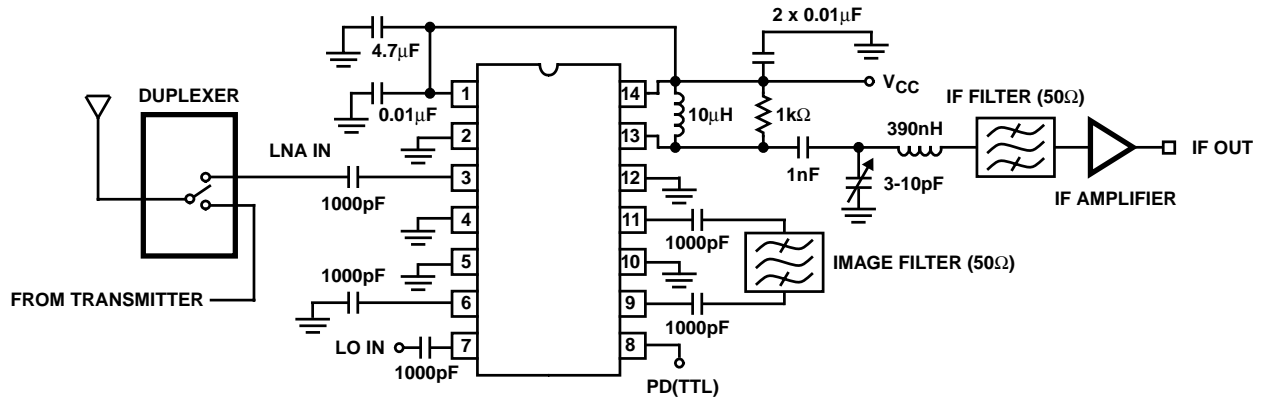 2 x 0.01µF
4.7µF
VCC
DUPLEXER
0.01µF
1
14
10µH
1kΩ
IF FILTER (50Ω)
2
13
390nH
LNA IN
IF OUT
1nF
3-10pF
3
12
1000pF
IF AMPLIFIER
4
11
1000pF
5
10
IMAGE FILTER (50Ω)
1000pF
FROM TRANSMITTER
6
9
1000pF
LO IN
7
8
1000pF
PD(TTL)